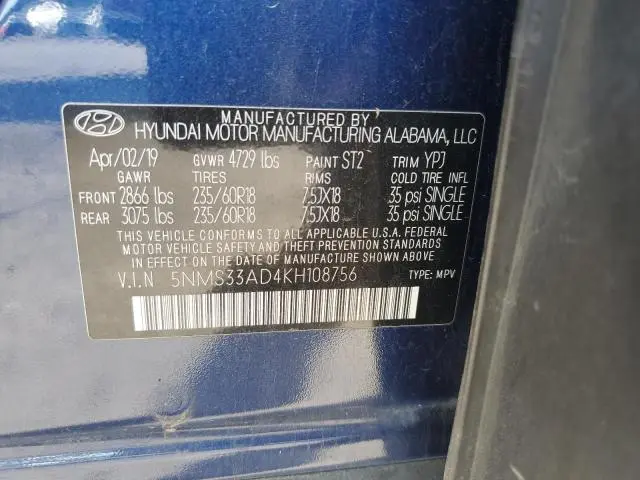 MANUFACTURED BY
HYUNDAI MOTOR MANUFACTURING ALABAMA, LLC
Apr/02/19 GVWR 4729 lbs PAINT ST2 TRIM YPJ
GAWR TIRES RIMS COLD TIRE INFL
FRONT 2866 lbs 235/60R18 7.5JX18 35 psi SINGLE
REAR 3075 lbs 235/60R18 7.5JX18 35 psi SINGLE
THIS VEHICLE CONFORMS TO ALL APPLICABLE U.S.A. FEDERAL
MOTOR VEHICLE SAFETY AND THEFT PREVENTION STANDARDS
IN EFFECT ON THE DATE OF MANUFACTURE SHOWN ABOVE.
V.I.N 5NMS33AD4KH108756 TYPE: MPV